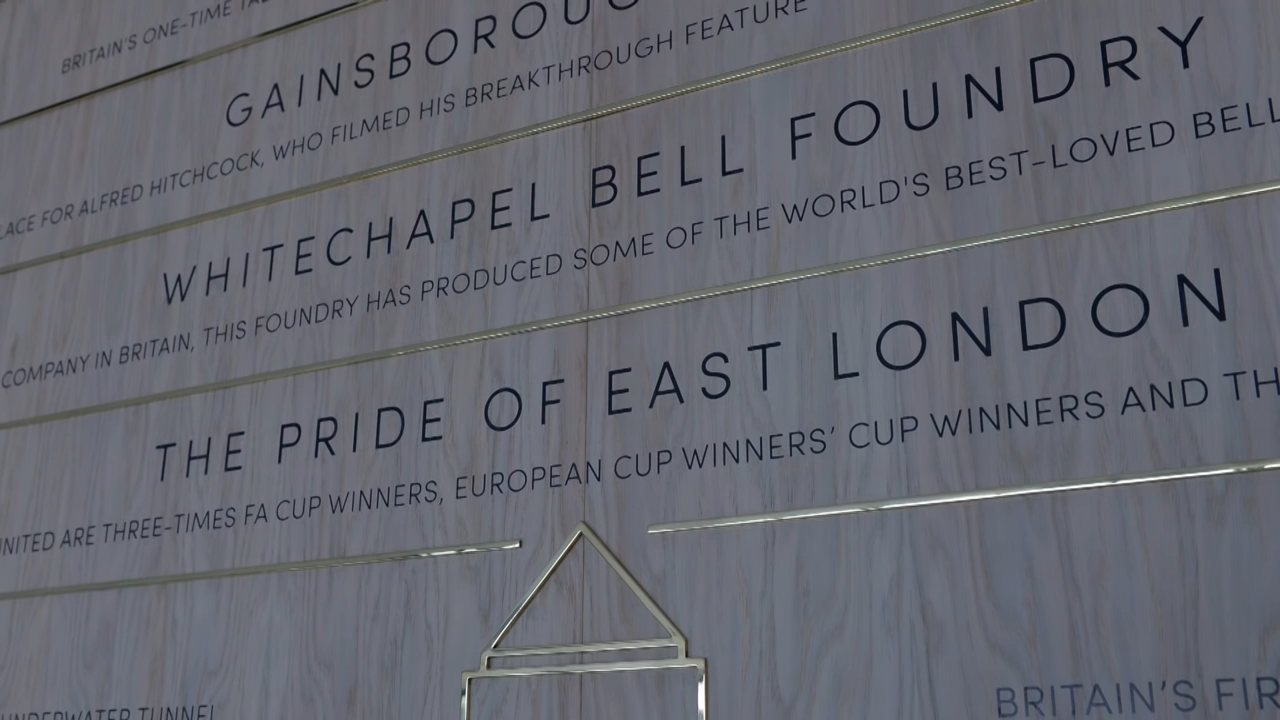 BRITAIN'S ONE-TIME
GAINSBOROU
FOR ALFRED HITCHCOCK, WHO FILMED HIS BREAKTHROUGH FEATURE
WHITECHAPEL BELL FOUNDRY
COMPANY IN BRITAIN, THIS FOUNDRY HAS PRODUCED SOME OF THE WORLD'S BEST-LOVED BELL
THE PRIDE OF EAST LONDON
UNITED ARE THREE-TIMES FA CUP WINNERS, EUROPEAN CUP WINNERS' CUP WINNERS AND TH
UNDERWATER TUNNEL
BRITAIN'S FIR